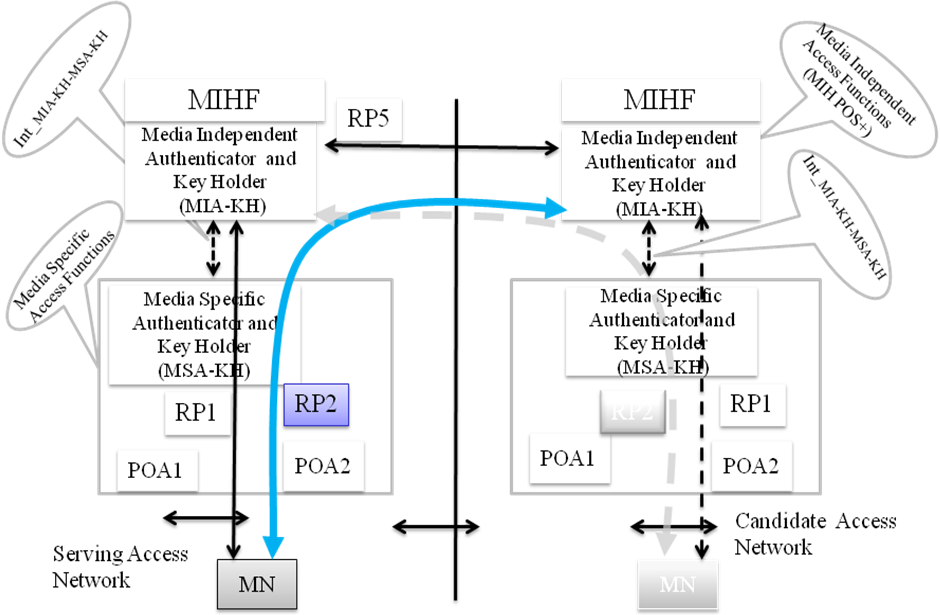 Int_MIA-KH-MSA-KH
MIHF
Media Independent
Authenticator and
Key Holder
(MIA-KH)
RP5
MIHF
Media Independent
Authenticator and
Key Holder
(MIA-KH)
Media Independent
Access Functions
(MIH POS+)
Int_MIA-KH-MSA-KH
Media Specific
Access Functions
Media Specific
Authenticator and
Key Holder
(MSA-KH)
RP1
RP2
POA1
POA2
Media Specific
Authenticator and
Key Holder
(MSA-KH)
RP2
RP1
POA1
POA2
Serving Access
Network
MN
Candidate Access
Network
MN